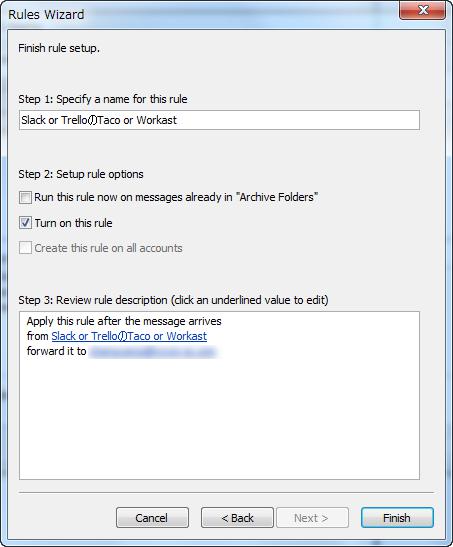 Rules Wizard
Finish rule setup.
Step 1: Specify a name for this rule
Slack or TrelloのTaco or Workast
Step 2: Setup rule options
Run this rule now on messages already in "Archive Folders"
Turn on this rule
Create this rule on all accounts
Step 3: Review rule description (click an underlined value to edit)
Apply this rule after the message arrives
from Slack or TrelloのTaco or Workast
forward it to
Cancel
< Back
Next >
Finish